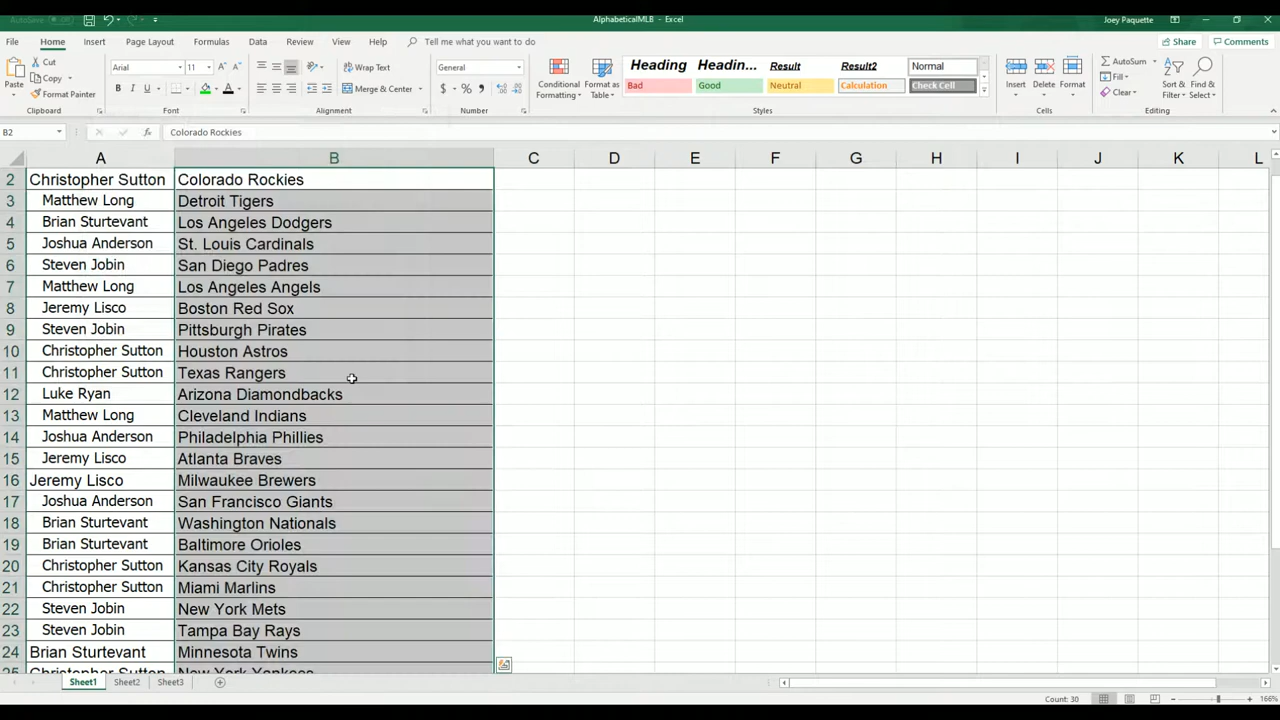 AutoSave Off AlphabeticalMLB - Excel Joey Paquette
File Home Insert Page Layout Formulas Data Review View Help Tell me what you want to do Share Comments
Cut Arial 11 Wrap Text General Heading Headin... Result Result2 Normal AutoSum
Copy Fill
Paste Format Painter B I U Merge & Center $ % Conditional Formatting Format as Table Bad Good Neutral Calculation Check Cell Insert Delete Format Clear Sort & Filter Find & Select
Clipboard Font Alignment Number Styles Cells Editing
B2 fx Colorado Rockies
A B C D E F G H I J K L
2 Christopher Sutton Colorado Rockies
3 Matthew Long Detroit Tigers
4 Brian Sturtevant Los Angeles Dodgers
5 Joshua Anderson St. Louis Cardinals
6 Steven Jobin San Diego Padres
7 Matthew Long Los Angeles Angels
8 Jeremy Lisco Boston Red Sox
9 Steven Jobin Pittsburgh Pirates
10 Christopher Sutton Houston Astros
11 Christopher Sutton Texas Rangers
12 Luke Ryan Arizona Diamondbacks
13 Matthew Long Cleveland Indians
14 Joshua Anderson Philadelphia Phillies
15 Jeremy Lisco Atlanta Braves
16 Jeremy Lisco Milwaukee Brewers
17 Joshua Anderson San Francisco Giants
18 Brian Sturtevant Washington Nationals
19 Brian Sturtevant Baltimore Orioles
20 Christopher Sutton Kansas City Royals
21 Christopher Sutton Miami Marlins
22 Steven Jobin New York Mets
23 Steven Jobin Tampa Bay Rays
24 Brian Sturtevant Minnesota Twins
25 Christopher Sutton New York Yankees
Sheet1 Sheet2 Sheet3
Count: 30 166%